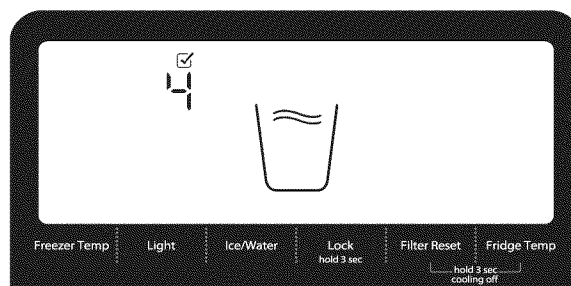 4
Freezer Temp Light Ice/Water Lock Filter Reset Fridge Temp
hold 3 sec
hold 3 sec
cooling off